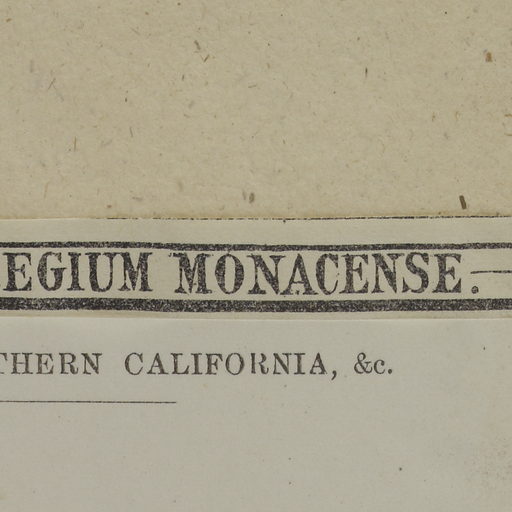 EGIUM MONACENSE.
THERN CALIFORNIA, &c.